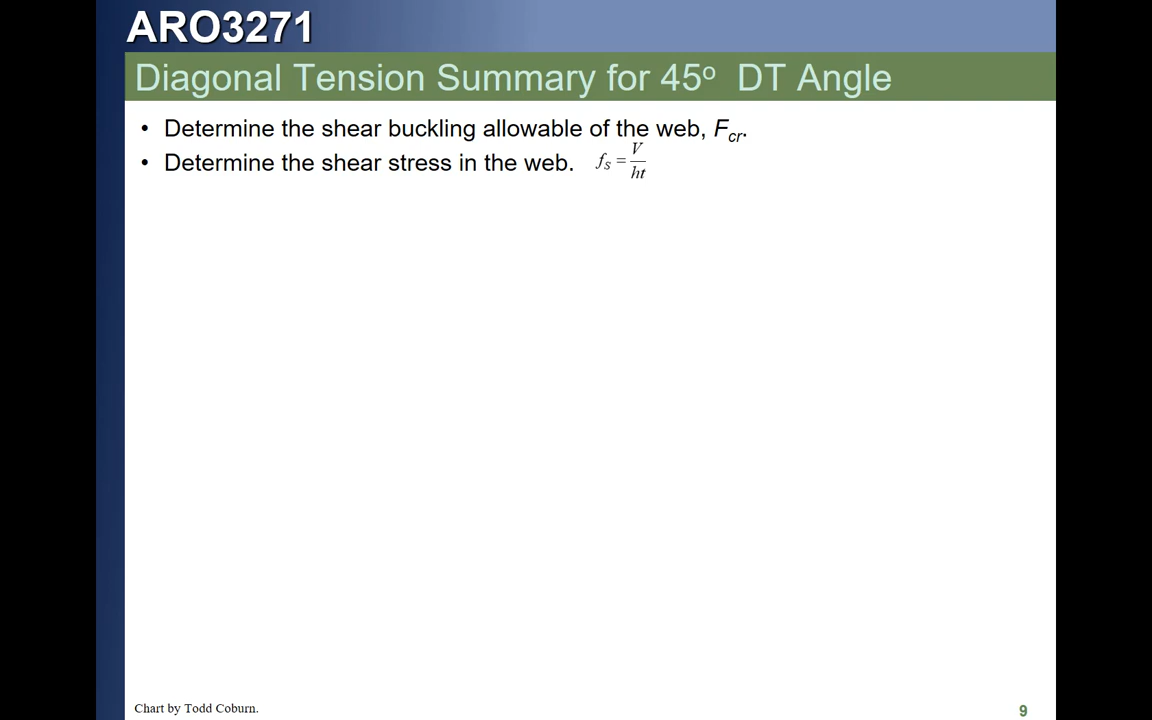 ARO3271
Diagonal Tension Summary for 45º DT Angle
• Determine the shear buckling allowable of the web, Fcr.
• Determine the shear stress in the web. fs = V/ht
Chart by Todd Coburn.
9